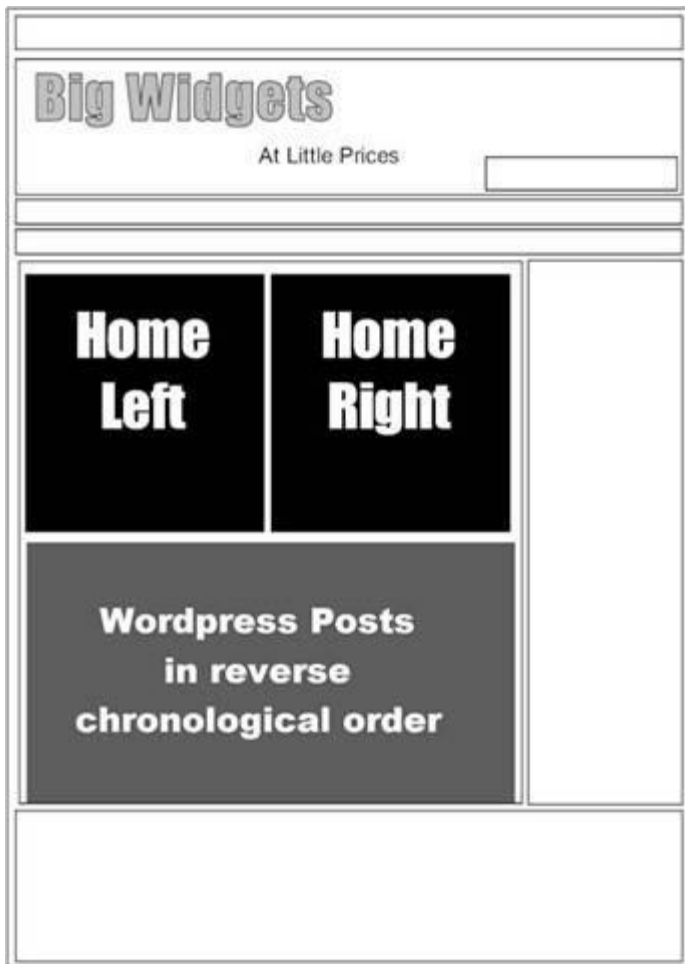 Big Widgets
At Little Prices
Home
Left
Home
Right
Wordpress Posts
in reverse
chronological order